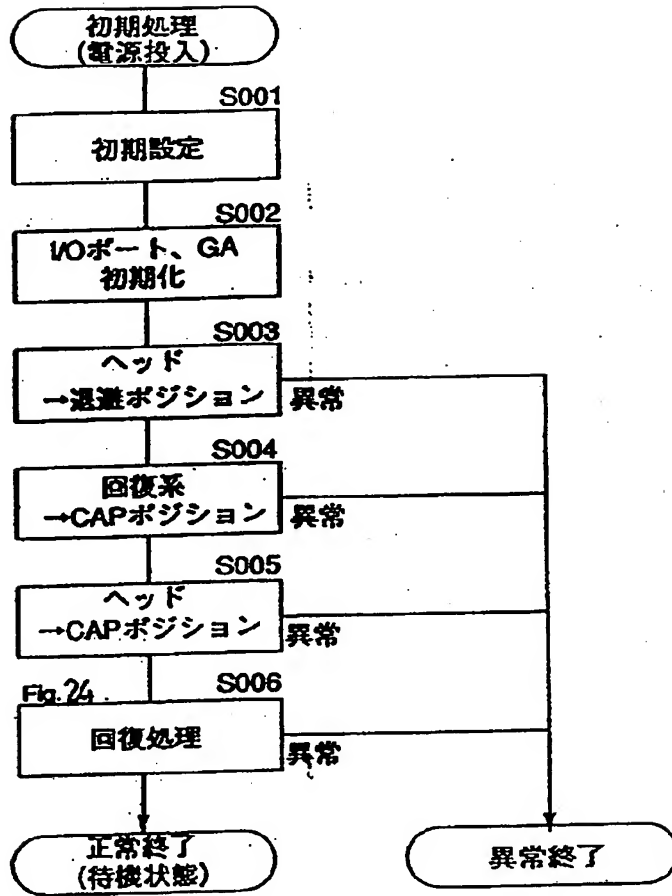 初期処理
(電源投入)
S001
初期設定
S002
I/Oポート、GA
初期化
S003
ヘッド
→退避ポジション
異常
S004
回復系
→CAPポジション
異常
S005
ヘッド
→CAPポジション
異常
Fig.24
S006
回復処理
異常
正常終了
(待機状態)
異常終了